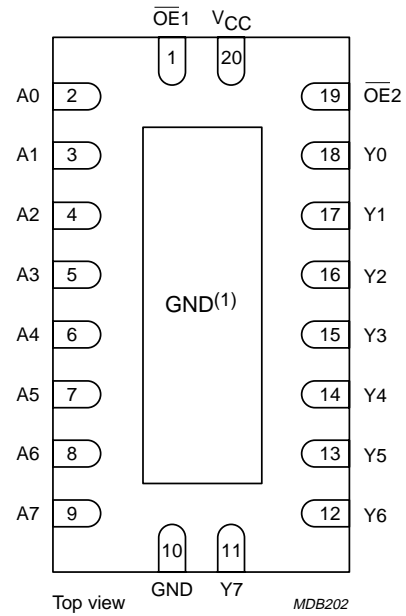 O̅E̅1 VCC
1 20
A0 2 19 O̅E̅2
A1 3 18 Y0
A2 4 17 Y1
A3 5 16 Y2
GND(1)
A4 6 15 Y3
A5 7 14 Y4
A6 8 13 Y5
A7 9 12 Y6
10 11
GND Y7
Top view MDB202